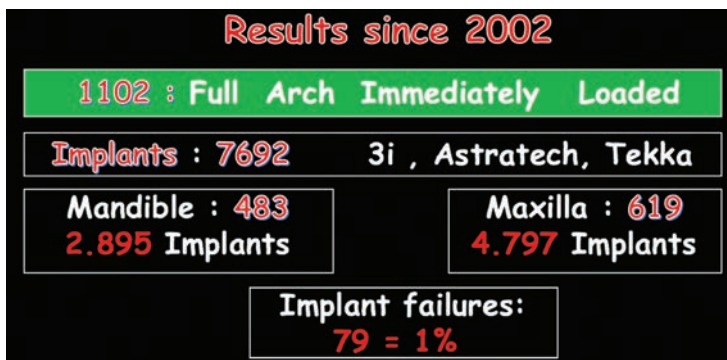 Results since 2002
1102 : Full Arch Immediately Loaded
Implants : 7692 3i , Astratech, Tekka
Mandible : 483
2.895 Implants
Maxilla : 619
4.797 Implants
Implant failures:
79 = 1%